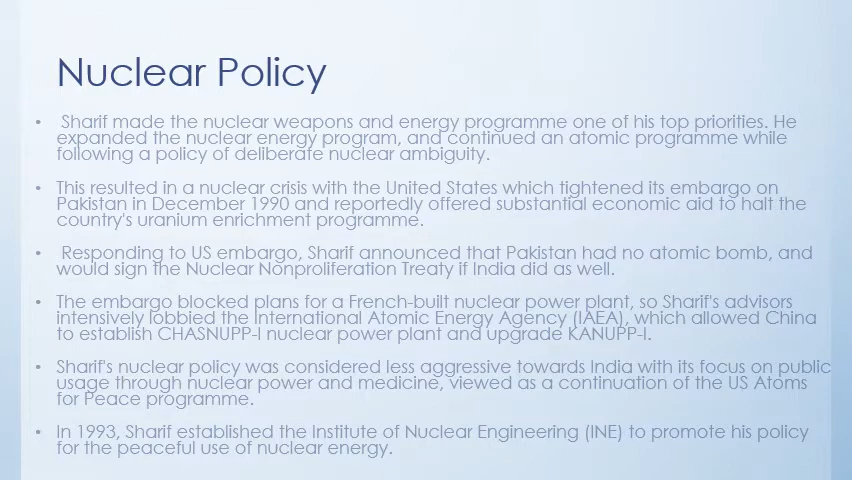 Nuclear Policy
• Sharif made the nuclear weapons and energy programme one of his top priorities. He
expanded the nuclear energy program, and continued an atomic programme while
following a policy of deliberate nuclear ambiguity.
• This resulted in a nuclear crisis with the United States which tightened its embargo on
Pakistan in December 1990 and reportedly offered substantial economic aid to halt the
country's uranium enrichment programme.
• Responding to US embargo, Sharif announced that Pakistan had no atomic bomb, and
would sign the Nuclear Nonproliferation Treaty if India did as well.
• The embargo blocked plans for a French-built nuclear power plant, so Sharif's advisors
intensively lobbied the International Atomic Energy Agency (IAEA), which allowed China
to establish CHASNUPP-I nuclear power plant and upgrade KANUPP-I.
• Sharif's nuclear policy was considered less aggressive towards India with its focus on public
usage through nuclear power and medicine, viewed as a continuation of the US Atoms
for Peace programme.
• In 1993, Sharif established the Institute of Nuclear Engineering (INE) to promote his policy
for the peaceful use of nuclear energy.